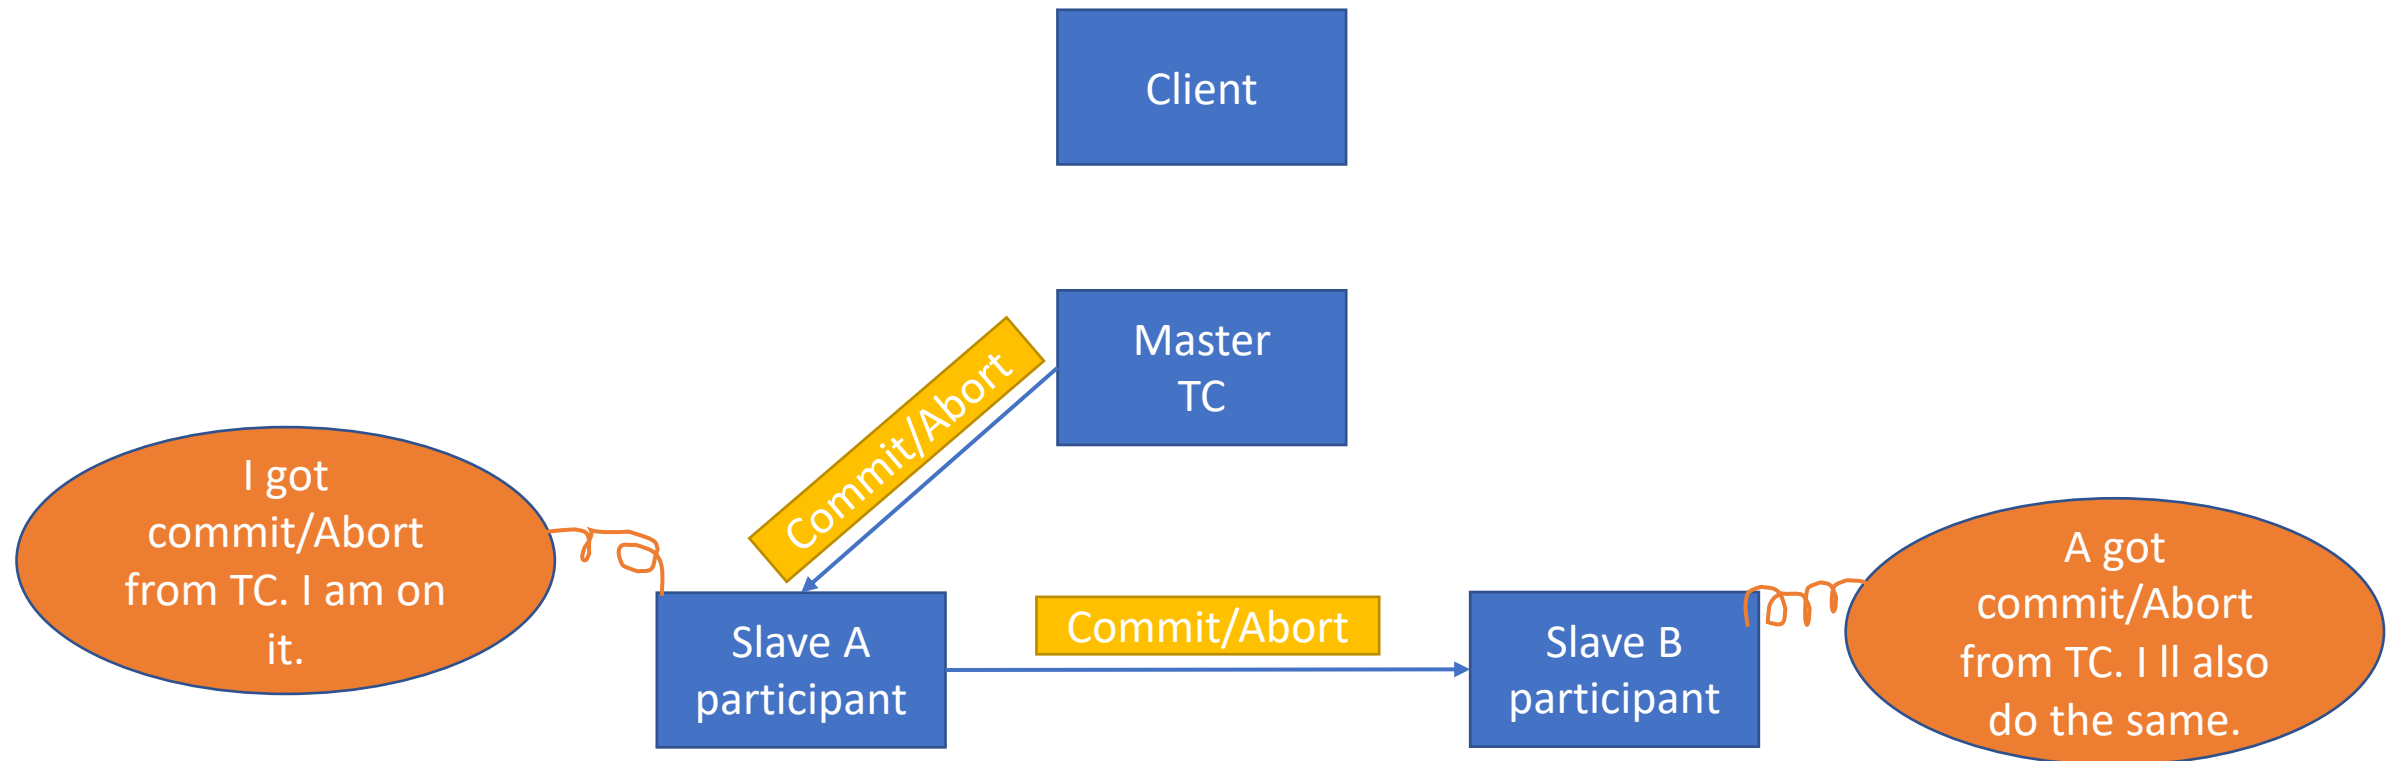 Client
Master
TC
Commit/Abort
I got
commit/Abort
from TC. I am on
it.
Slave A
participant
Commit/Abort
Slave B
participant
A got
commit/Abort
from TC. I ll also
do the same.